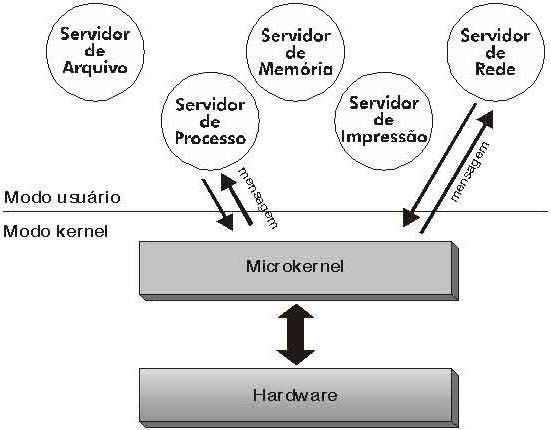 Servidor
de
Arquivo
Servidor
de
Memória
Servidor
de
Rede
Servidor
de
Processo
Servidor
de
Impressão
mensagem
mensagem
Modo usuário
Modo kernel
Microkernel
Hardware